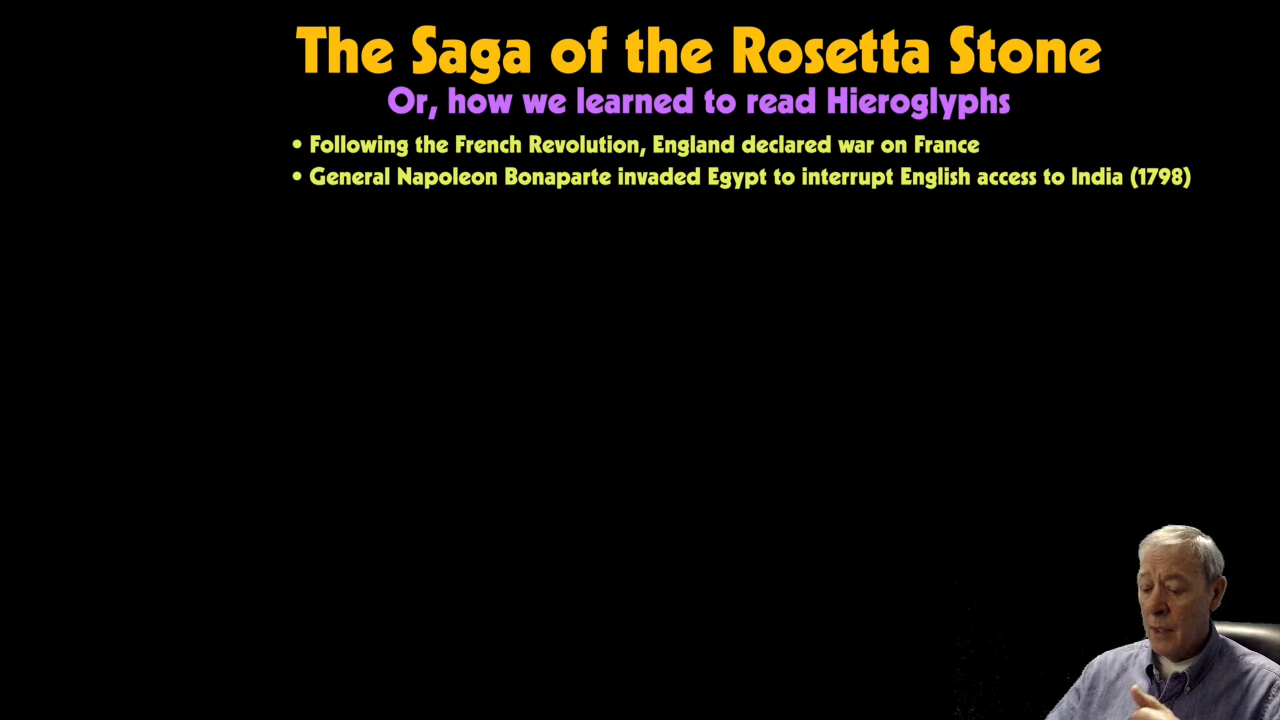 The Saga of the Rosetta Stone
Or, how we learned to read Hieroglyphs
• Following the French Revolution, England declared war on France
• General Napoleon Bonaparte invaded Egypt to interrupt English access to India (1798)